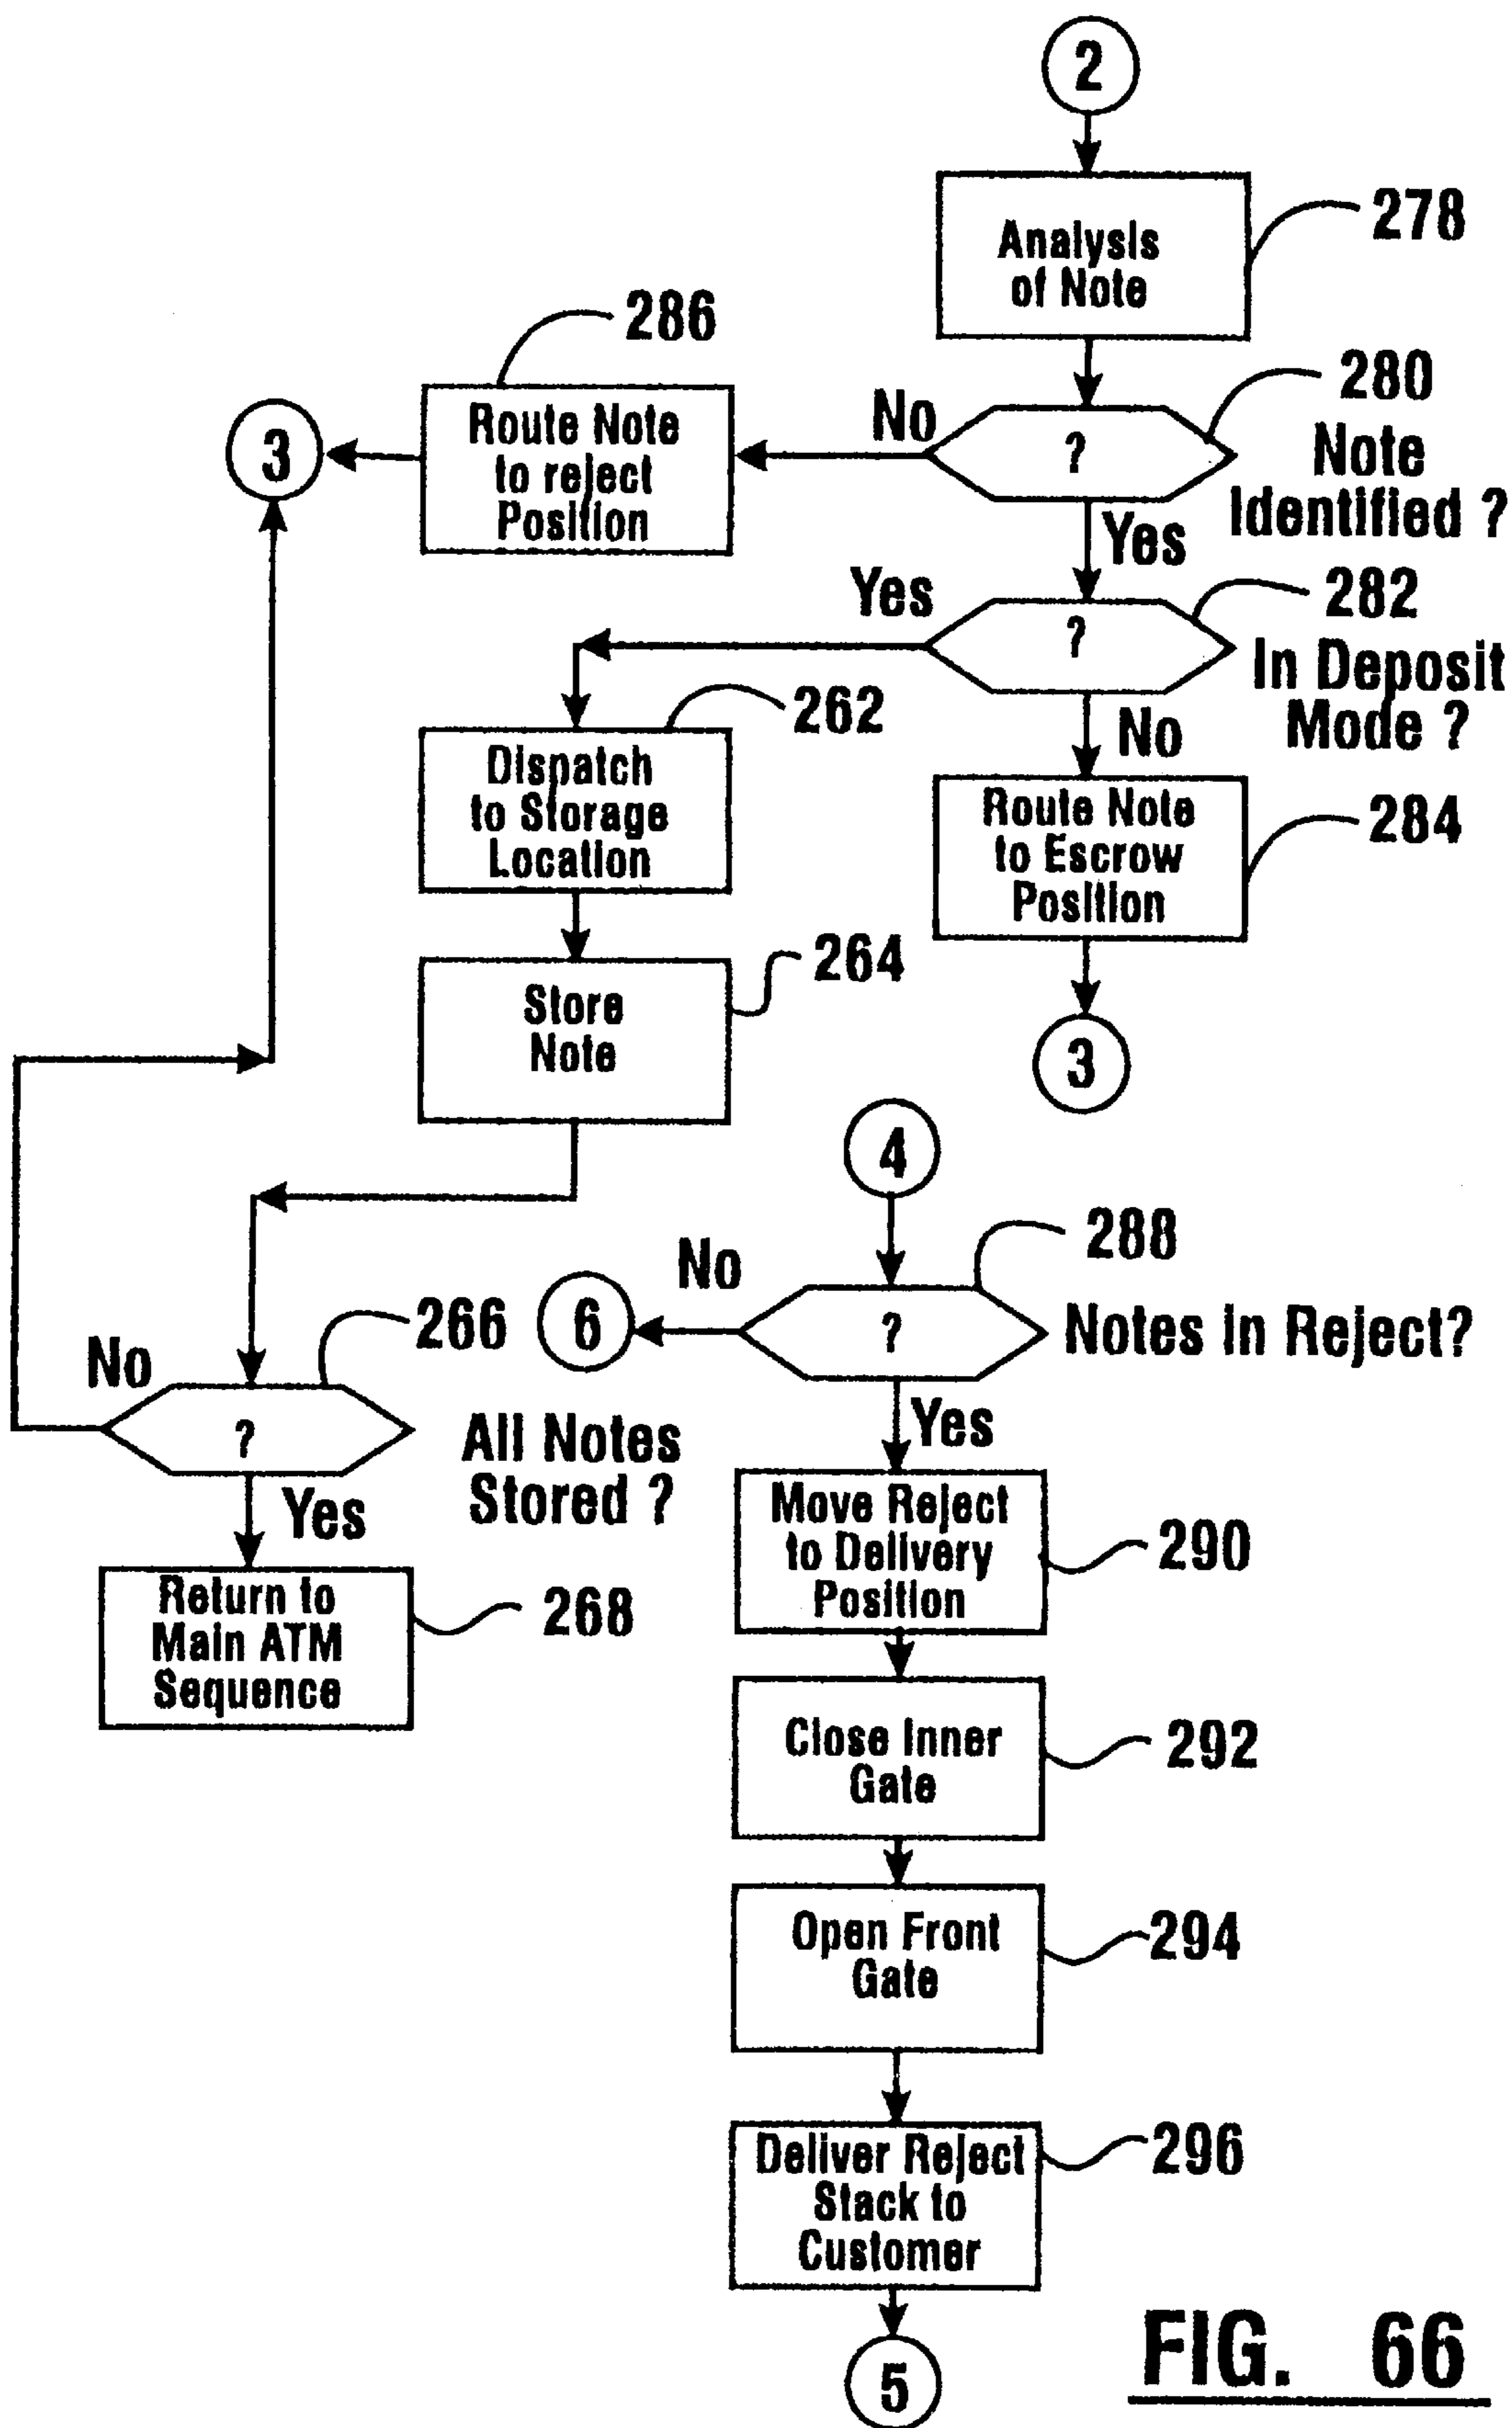 2
Analysis
of Note
278
286
280
Note
Identified ?
?
No
Yes
Route Note
to reject
Position
3
282
In Deposit
Mode ?
?
Yes
No
262
Dispatch
to Storage
Location
Route Note
to Escrow
Position
284
264
Store
Note
3
4
288
Notes in Reject?
?
No
6
Yes
266
All Notes
Stored ?
?
No
Yes
Return to
Main ATM
Sequence
268
Move Reject
to Delivery
Position
290
Close Inner
Gate
292
Open Front
Gate
294
Deliver Reject
Stack to
Customer
296
5
FIG. 66